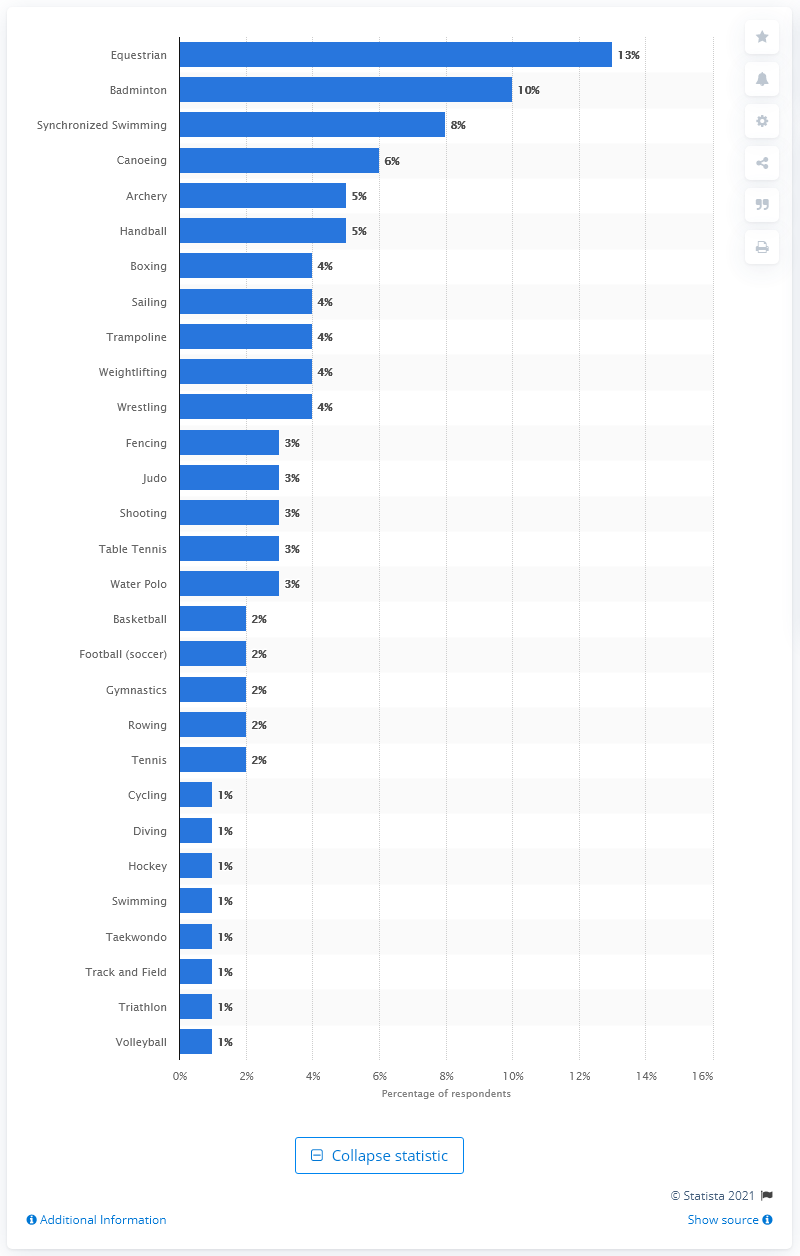 Equestrian 13%
Badminton 10%
Synchronized Swimming 8%
Canoeing 6%
Archery 5%
Handball 5%
Boxing 4%
Sailing 4%
Trampoline 4%
Weightlifting 4%
Wrestling 4%
Fencing 3%
Judo 3%
Shooting 3%
Table Tennis 3%
Water Polo 3%
Basketball 2%
Football (soccer) 2%
Gymnastics 2%
Rowing 2%
Tennis 2%
Cycling 1%
Diving 1%
Hockey 1%
Swimming 1%
Taekwondo 1%
Track and Field 1%
Triathlon 1%
Volleyball 1%
0% 2% 4% 6% 8% 10% 12% 14% 16%
Percentage of respondents
Collapse statistic
© Statista 2021
Additional Information Show source